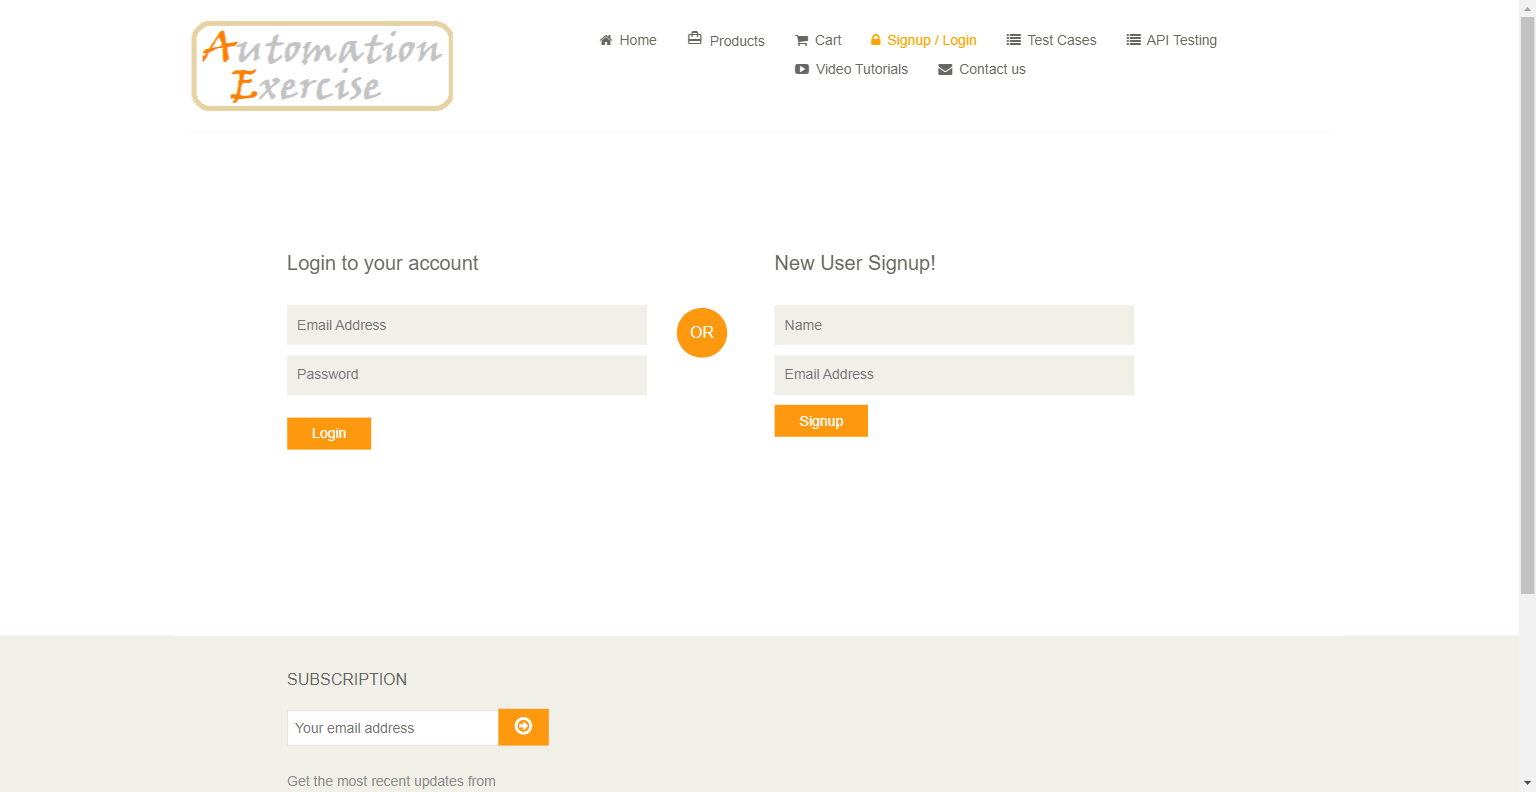 Automation
Exercise
Home Products Cart Signup / Login Test Cases API Testing
Video Tutorials Contact us
Login to your account
Email Address
Password
Login
OR
New User Signup!
Name
Email Address
Signup
SUBSCRIPTION
Your email address
Get the most recent updates from